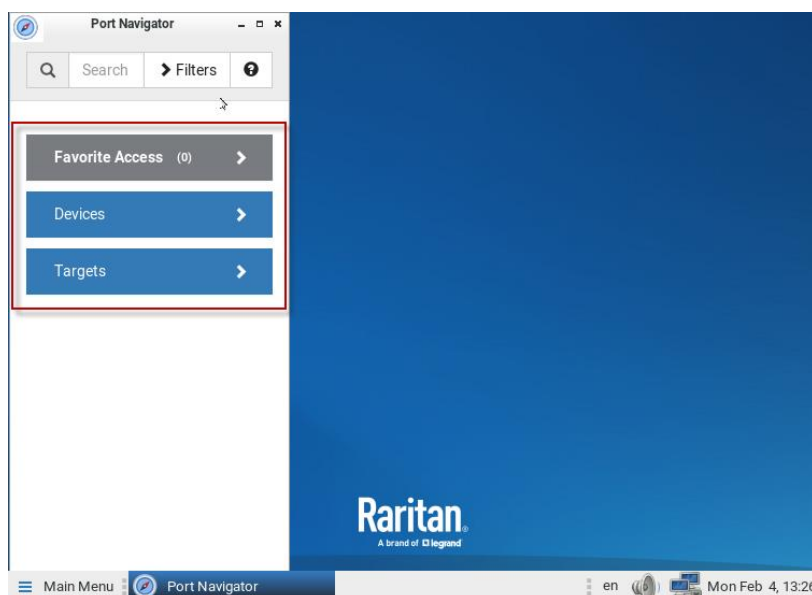 Port Navigator
Search Filters
Favorite Access (0)
Devices
Targets
Raritan®
A brand of legrand
Main Menu Port Navigator en Mon Feb 4, 13:26